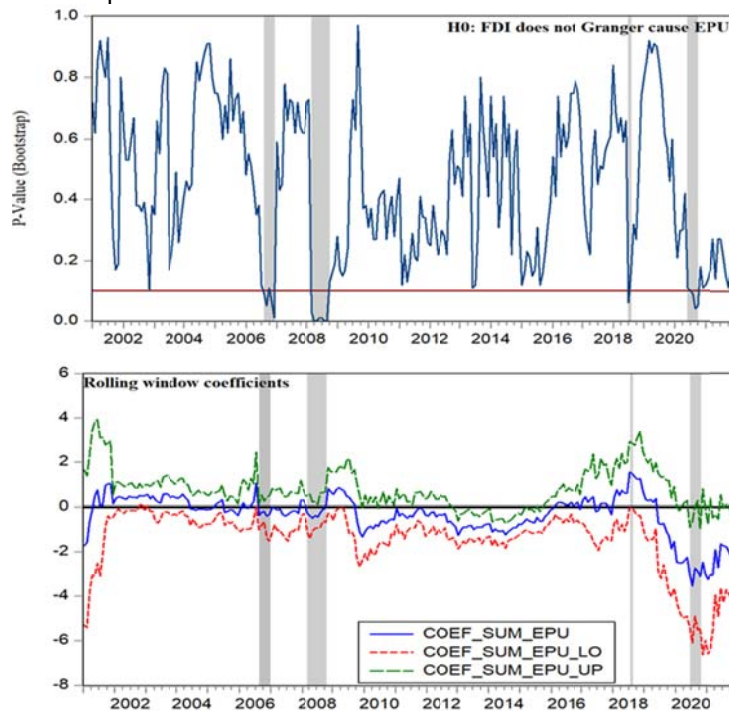 H0: FDI does not Granger cause EPU
P-Value (Bootstrap)
1.0
0.8
0.6
0.4
0.2
0.0
2002 2004 2006 2008 2010 2012 2014 2016 2018 2020
Rolling window coefficients
6
4
2
0
-2
-4
-6
-8
COEF_SUM_EPU
COEF_SUM_EPU_LO
COEF_SUM_EPU_UP
2002 2004 2006 2008 2010 2012 2014 2016 2018 2020